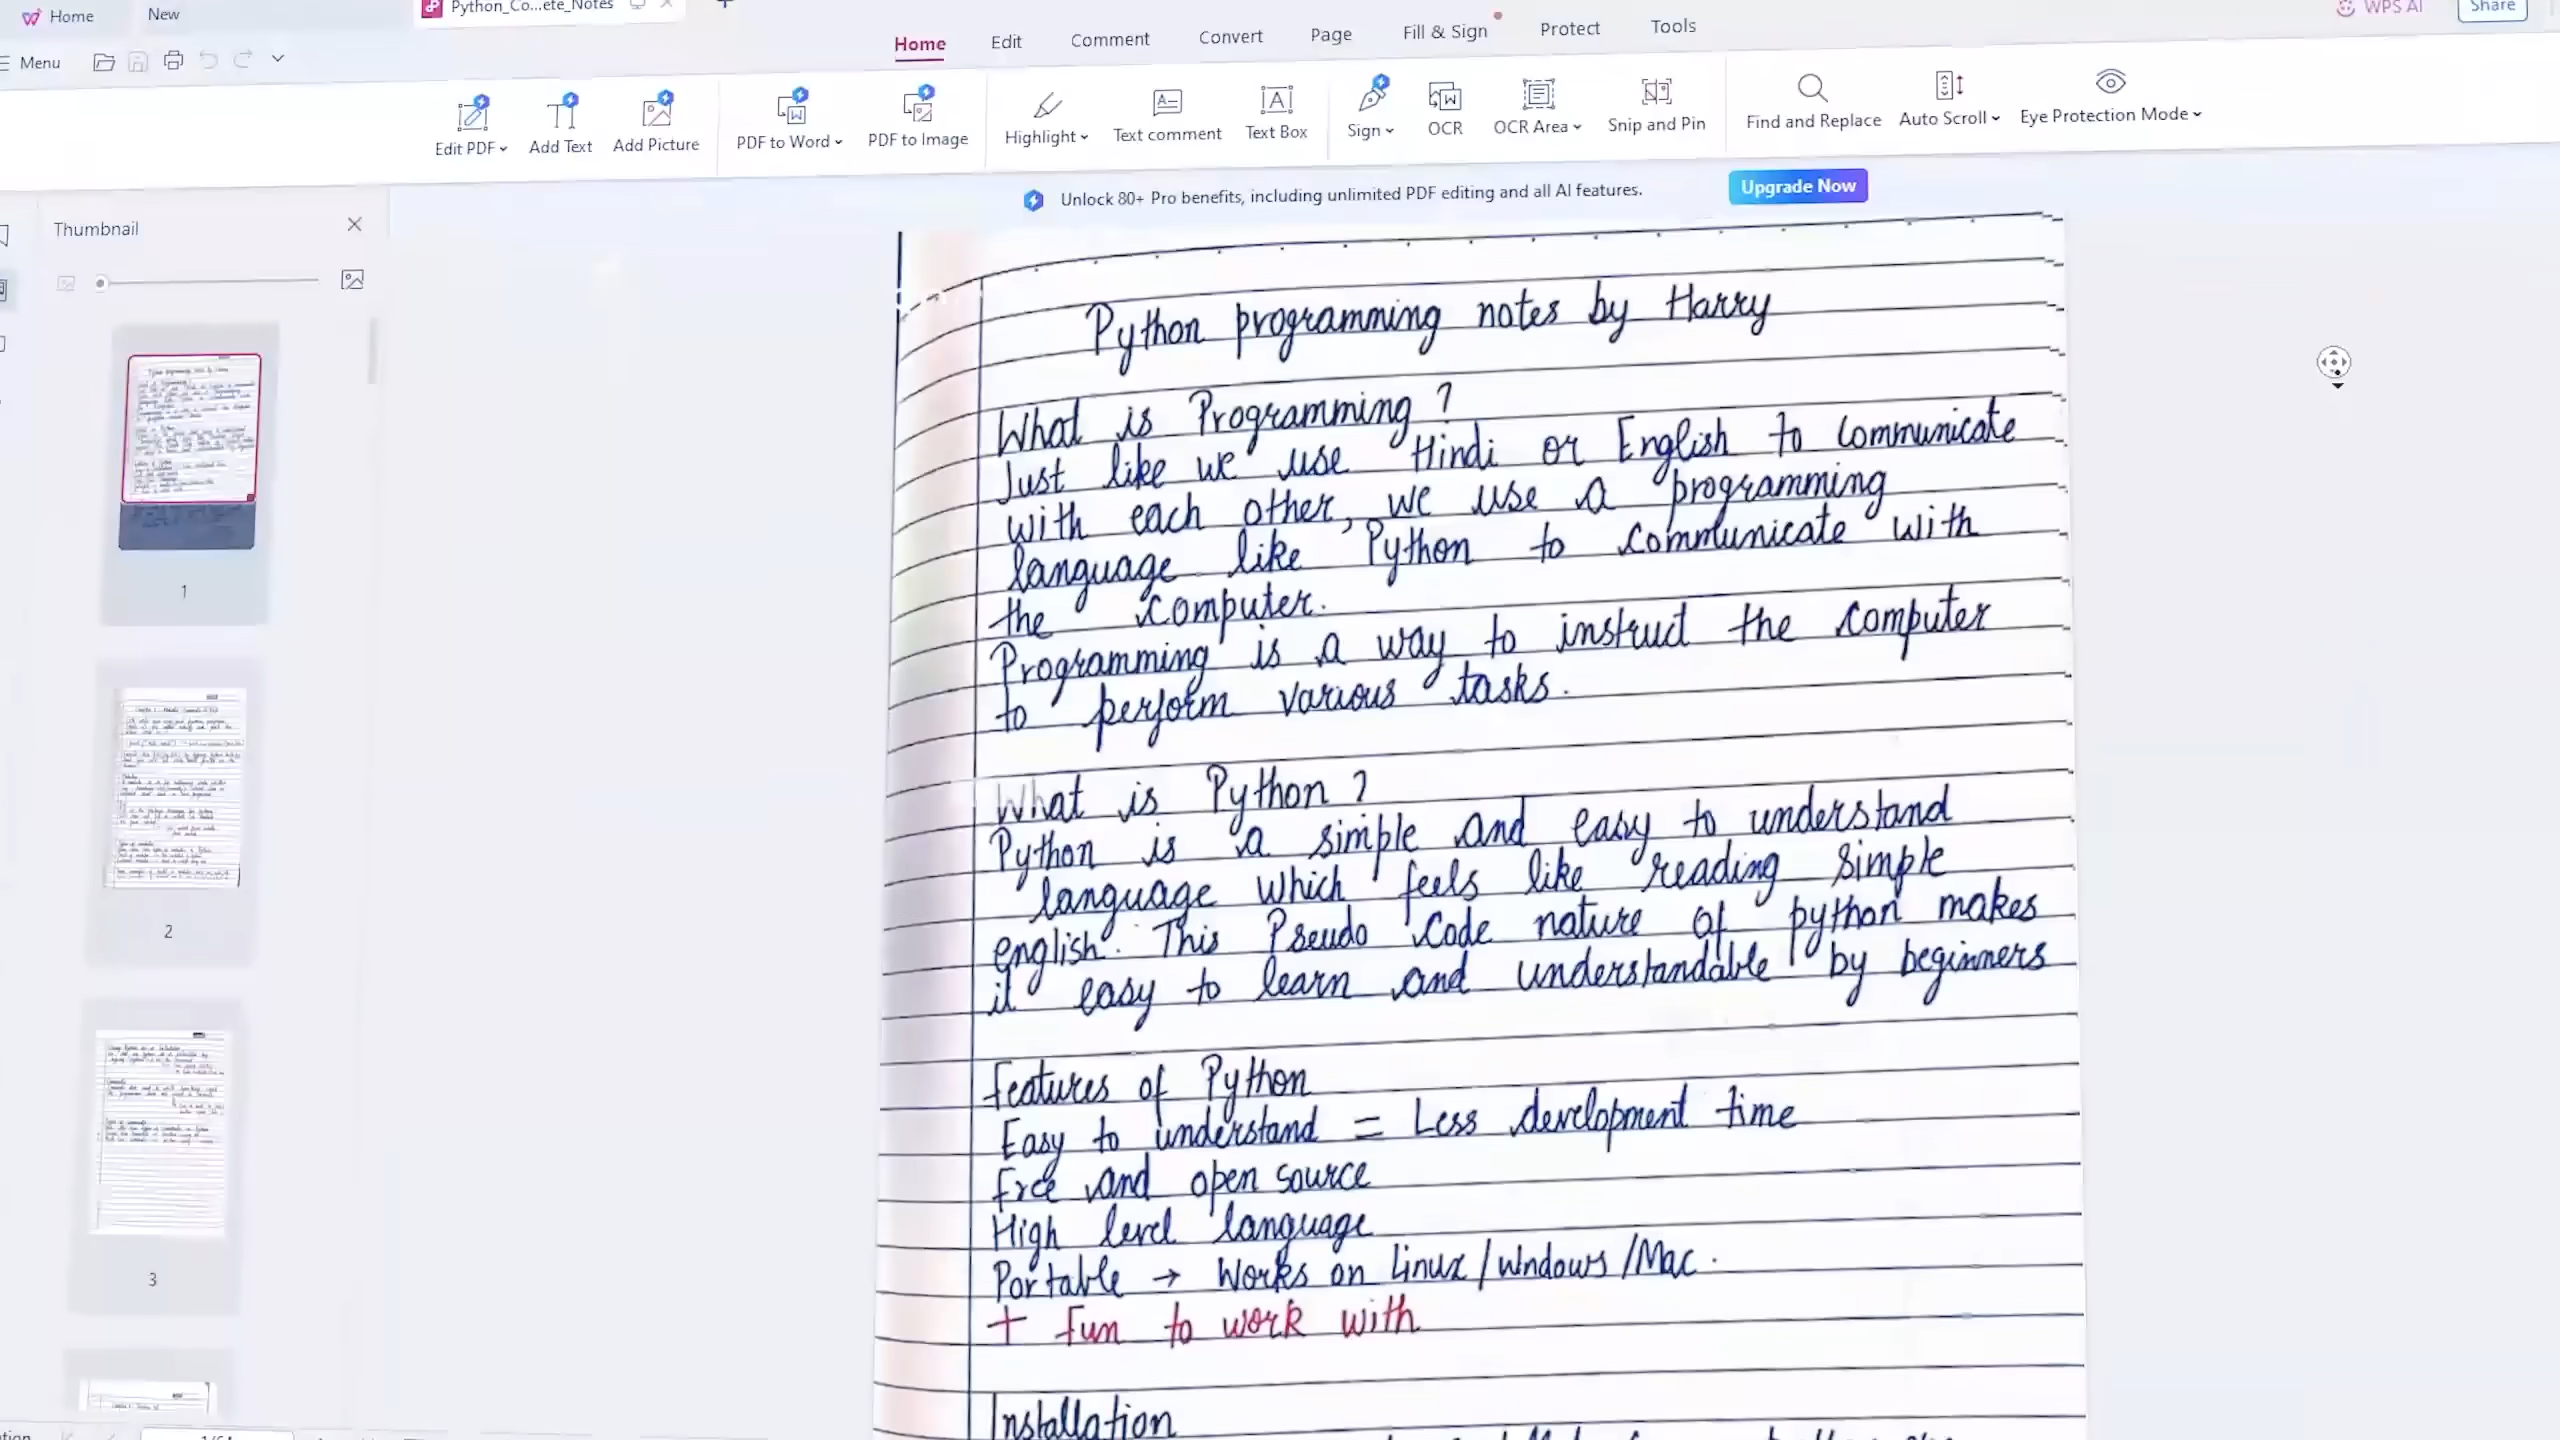 Home
New
Python_Co...ete_Notes
WPS AI
Share
Menu
Home
Edit
Comment
Convert
Page
Fill & Sign
Protect
Tools
Edit PDF
Add Text
Add Picture
PDF to Word
PDF to Image
Highlight
Text comment
Text Box
Sign
OCR
OCR Area
Snip and Pin
Find and Replace
Auto Scroll
Eye Protection Mode
Unlock 80+ Pro benefits, including unlimited PDF editing and all AI features.
Upgrade Now
Thumbnail
1
2
3
Python programming notes by Harry
What is Programming?
Just like we use Hindi or English to communicate
with each other, we use a programming
language like Python to communicate with
the computer.
Programming is a way to instruct the computer
to perform various tasks.
What is Python?
Python is a simple and easy to understand
language which feels like reading simple
english. This Pseudo code nature of python makes
it easy to learn and understandable by beginners
Features of Python
Easy to understand = Less development time
Free and open source
High level language
Portable → Works on Linux/Windows/Mac.
+ Fun to work with
Installation